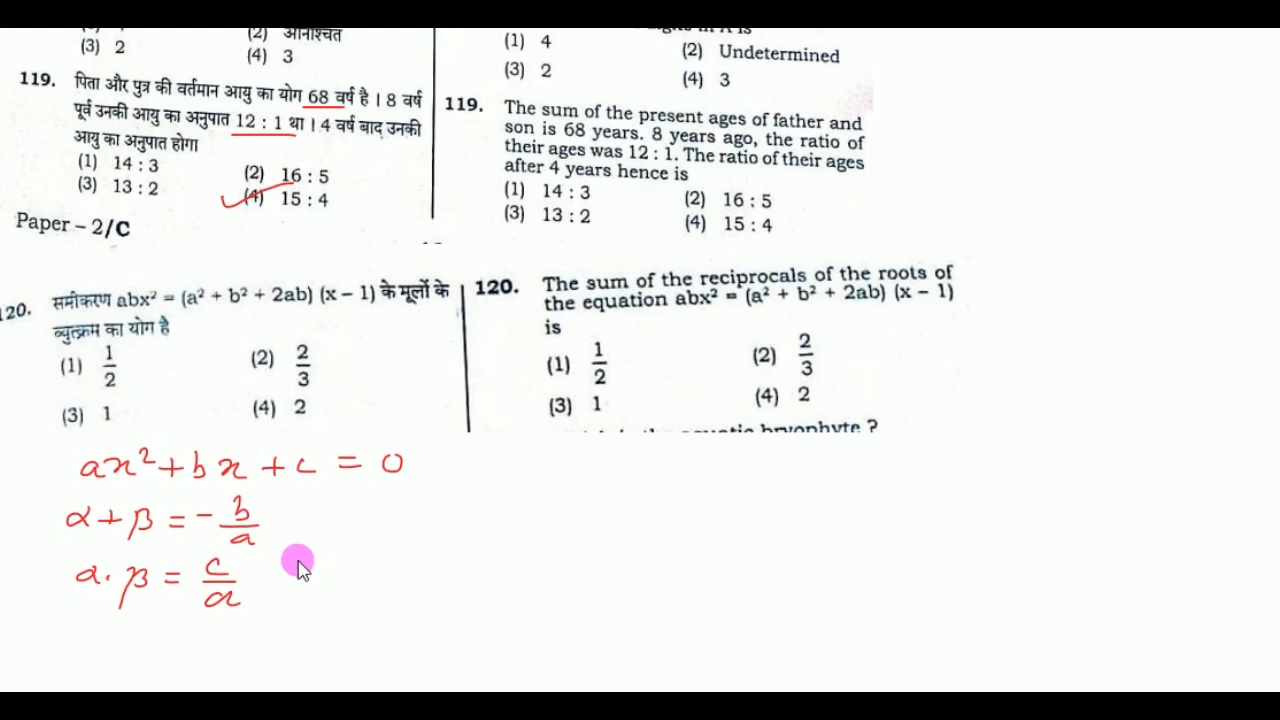 (3) 2
(2) अनिश्चित
(4) 3
119. पिता और पुत्र की वर्तमान आयु का योग 68 वर्ष है । 8 वर्ष
पूर्व उनकी आयु का अनुपात 12 : 1 था । 4 वर्ष बाद उनकी
आयु का अनुपात होगा
(1) 14 : 3
(2) 16 : 5
(3) 13 : 2
(4) 15 : 4
Paper – 2/C
(1) 4
(2) Undetermined
(3) 2
(4) 3
119. The sum of the present ages of father and
son is 68 years. 8 years ago, the ratio of
their ages was 12 : 1. The ratio of their ages
after 4 years hence is
(1) 14 : 3
(2) 16 : 5
(3) 13 : 2
(4) 15 : 4
120. समीकरण abx² = (a² + b² + 2ab) (x – 1) के मूलों के
व्युत्क्रम का योग है
(1) 1/2
(2) 2/3
(3) 1
(4) 2
120. The sum of the reciprocals of the roots of
the equation abx² = (a² + b² + 2ab) (x – 1)
is
(1) 1/2
(2) 2/3
(3) 1
(4) 2
bryophyte ?
ax² + bx + c = 0
α + β = - b/a
α . β = c/a